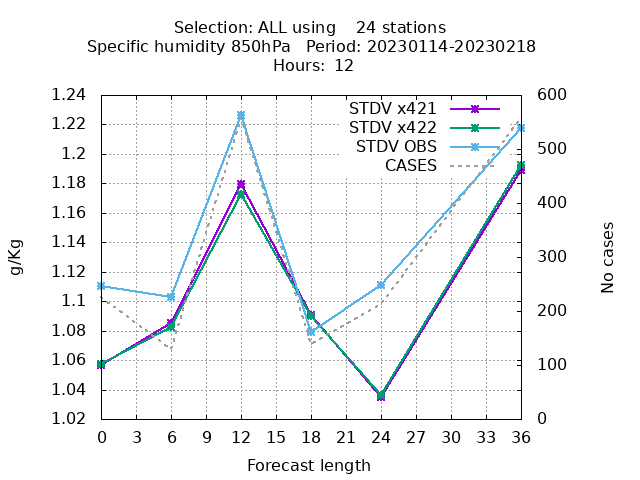 Selection: ALL using    24 stations
Specific humidity 850hPa   Period: 20230114-20230218
Hours: 12
1.24
1.22
1.2
1.18
1.16
1.14
1.12
1.1
1.08
1.06
1.04
1.02
g/Kg
STDV x421
STDV x422
STDV OBS
CASES
600
500
400
300
200
100
0
No cases
0 3 6 9 12 15 18 21 24 27 30 33 36
Forecast length